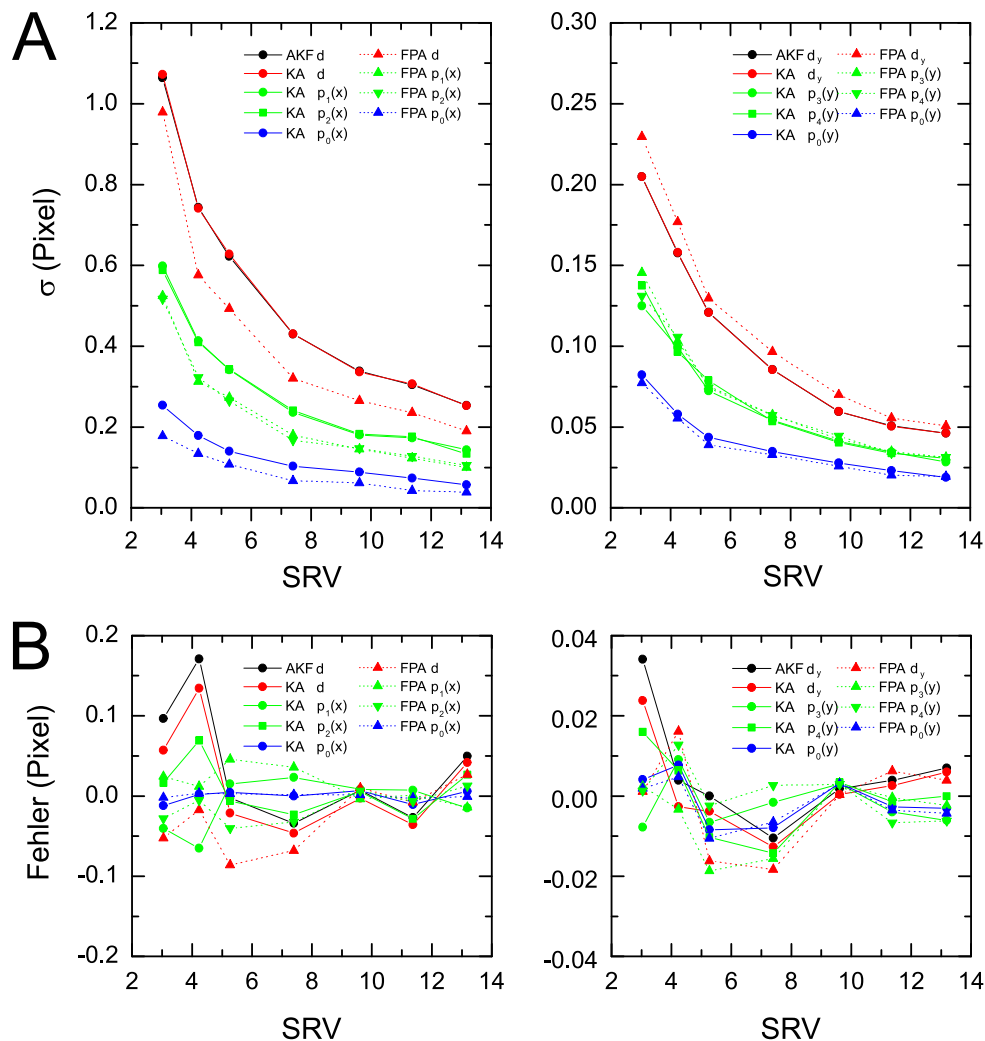 A
σ (Pixel)
1.2
1.0
0.8
0.6
0.4
0.2
0.0
AKF d
KA d
KA p₁(x)
KA p₂(x)
KA p₀(x)
FPA d
FPA p₁(x)
FPA p₂(x)
FPA p₀(x)
2 4 6 8 10 12 14
SRV
0.30
0.25
0.20
0.15
0.10
0.05
0.00
AKF dy
KA dy
KA p₃(y)
KA p₄(y)
KA p₀(y)
FPA dy
FPA p₃(y)
FPA p₄(y)
FPA p₀(y)
2 4 6 8 10 12 14
SRV
B
Fehler (Pixel)
0.2
0.1
0.0
-0.1
-0.2
AKF d
KA d
KA p₁(x)
KA p₂(x)
KA p₀(x)
FPA d
FPA p₁(x)
FPA p₂(x)
FPA p₀(x)
2 4 6 8 10 12 14
SRV
0.04
0.02
0.00
-0.02
-0.04
AKF dy
KA dy
KA p₃(y)
KA p₄(y)
KA p₀(y)
FPA dy
FPA p₃(y)
FPA p₄(y)
FPA p₀(y)
2 4 6 8 10 12 14
SRV